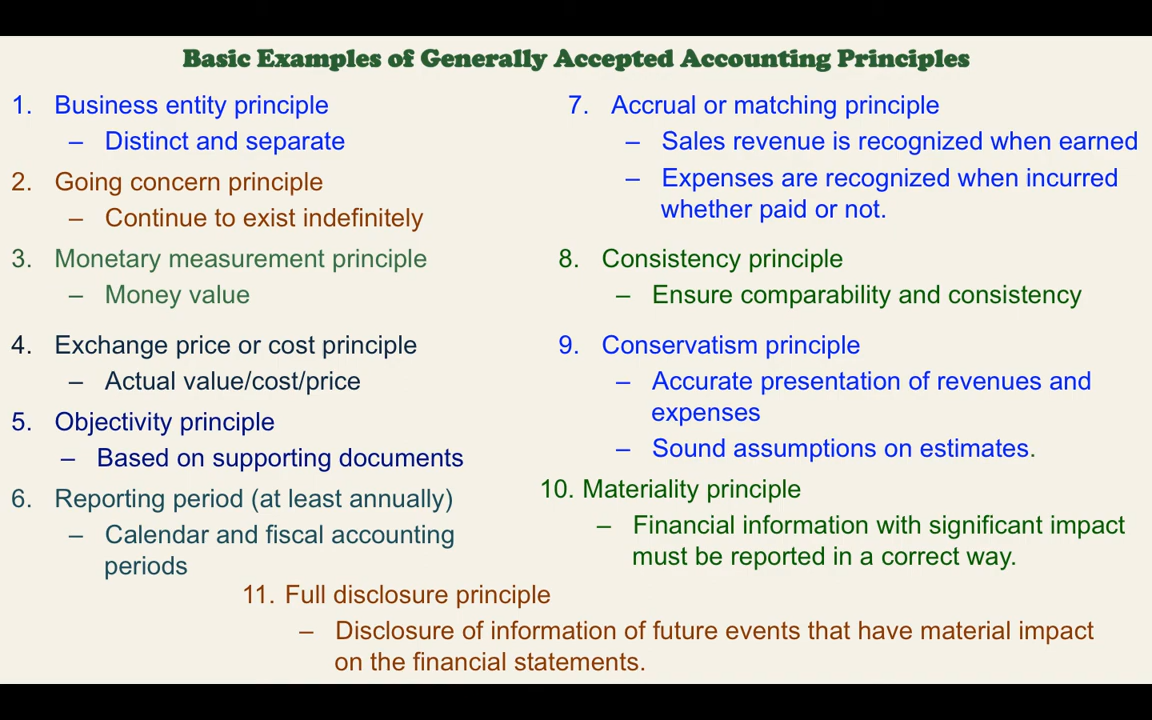 Basic Examples of Generally Accepted Accounting Principles
1. Business entity principle
– Distinct and separate
2. Going concern principle
– Continue to exist indefinitely
3. Monetary measurement principle
– Money value
4. Exchange price or cost principle
– Actual value/cost/price
5. Objectivity principle
– Based on supporting documents
6. Reporting period (at least annually)
– Calendar and fiscal accounting
periods
7. Accrual or matching principle
– Sales revenue is recognized when earned
– Expenses are recognized when incurred
whether paid or not.
8. Consistency principle
– Ensure comparability and consistency
9. Conservatism principle
– Accurate presentation of revenues and
expenses
– Sound assumptions on estimates.
10. Materiality principle
– Financial information with significant impact
must be reported in a correct way.
11. Full disclosure principle
– Disclosure of information of future events that have material impact
on the financial statements.